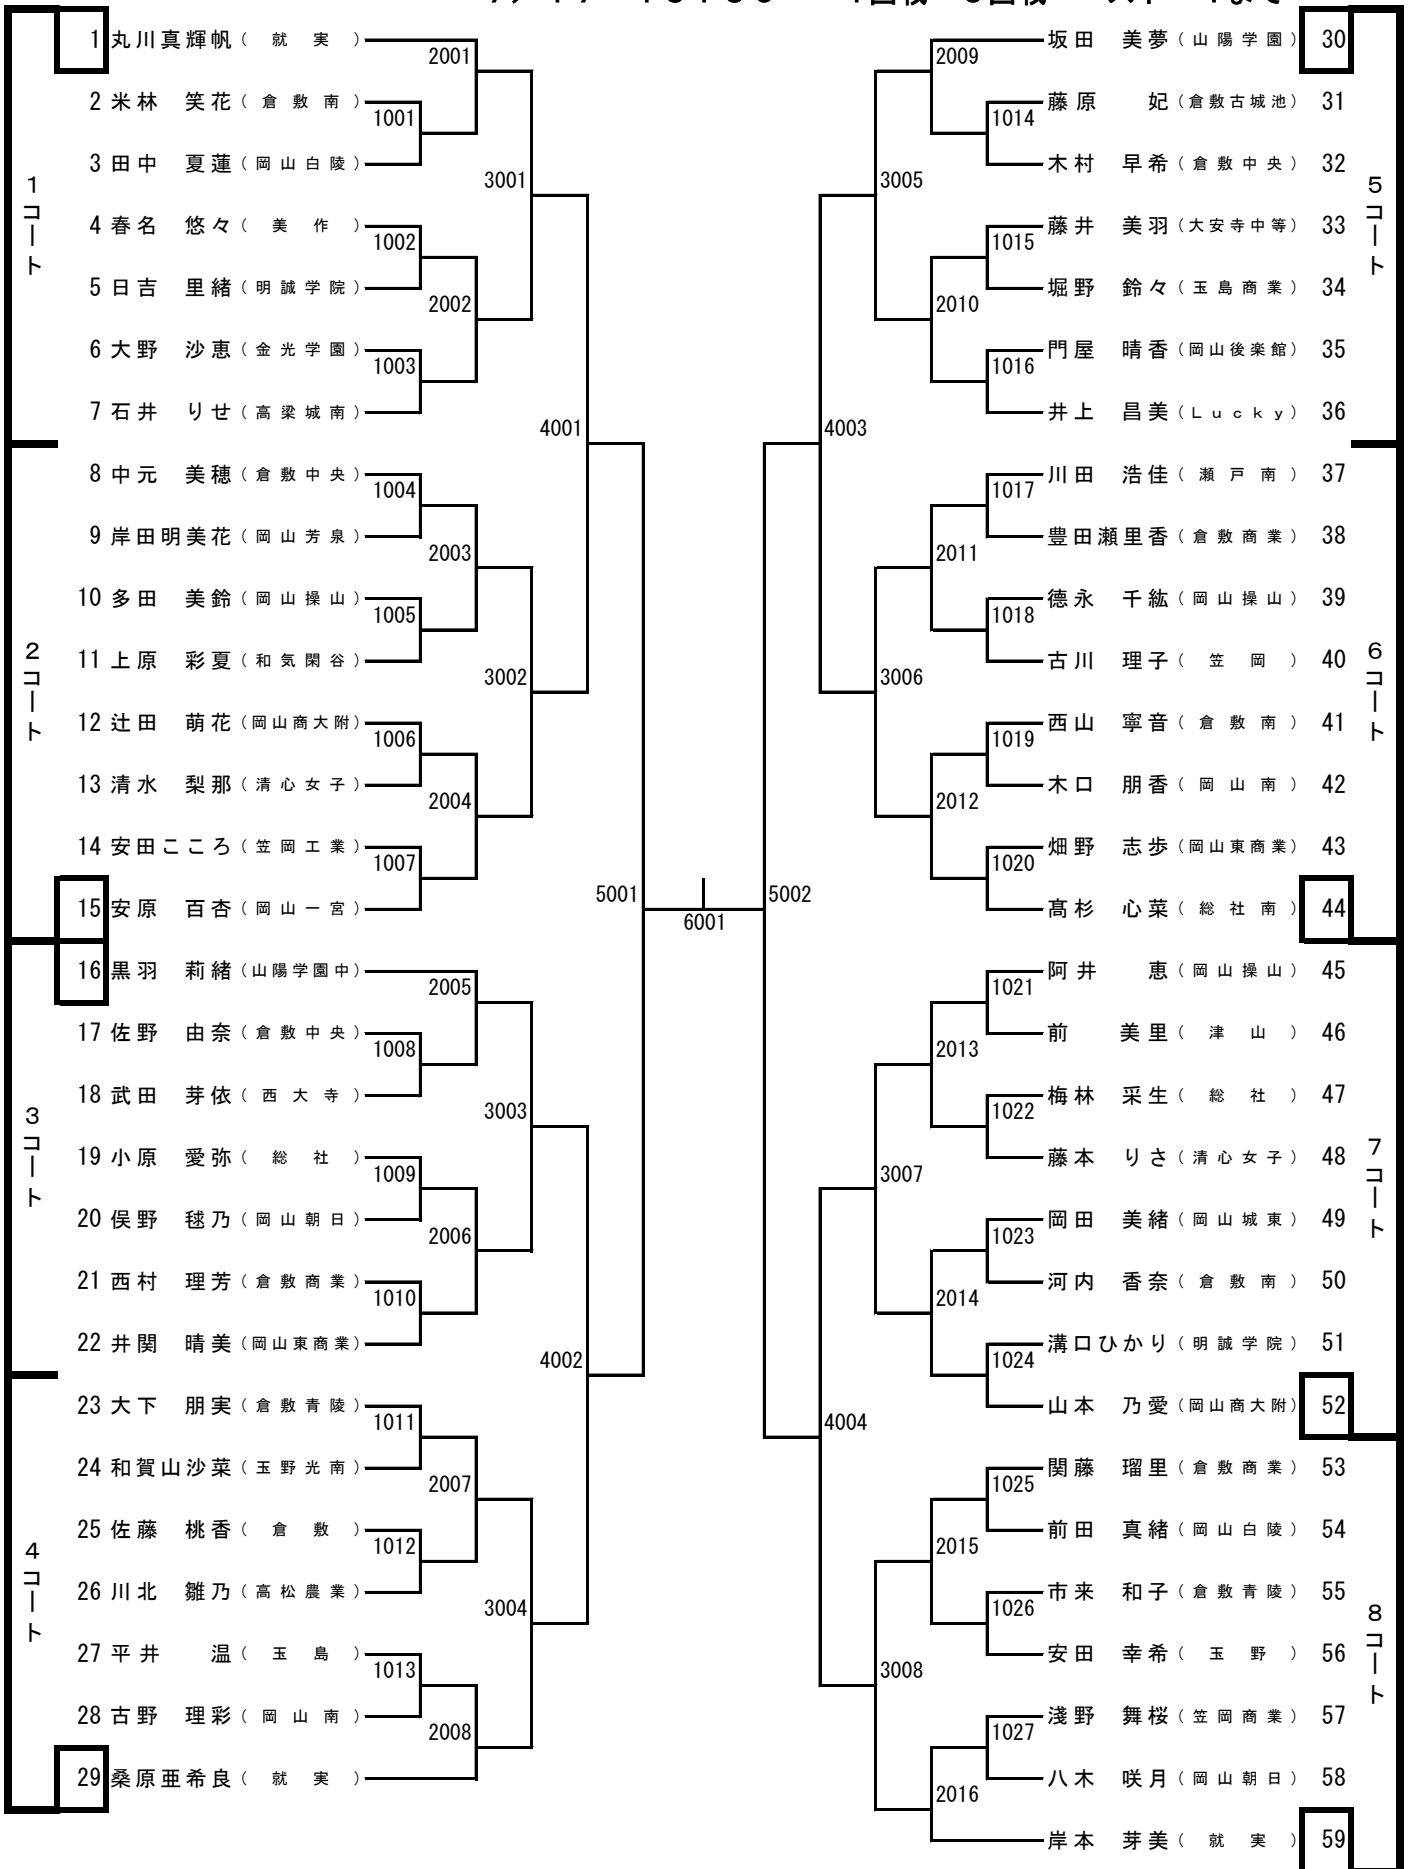 1 丸川真輝帆（ 就 実 ）
2 米林 笑花（ 倉敷南 ）
3 田中 夏蓮（岡山白陵）
4 春名 悠々（ 美 作 ）
5 日吉 里緒（明誠学院）
6 大野 沙恵（金光学園）
7 石井 りせ（高梁城南）
8 中元 美穂（倉敷中央）
9 岸田明美花（岡山芳泉）
10 多田 美鈴（岡山操山）
11 上原 彩夏（和気閑谷）
12 辻田 萌花（岡山商大附）
13 清水 梨那（清心女子）
14 安田こころ（笠岡工業）
15 安原 百杏（岡山一宮）
16 黒羽 莉緒（山陽学園中）
17 佐野 由奈（倉敷中央）
18 武田 芽依（ 西大寺 ）
19 小原 愛弥（ 総 社 ）
20 俣野 毬乃（岡山朝日）
21 西村 理芳（倉敷商業）
22 井関 晴美（岡山東商業）
23 大下 朋実（倉敷青陵）
24 和賀山沙菜（玉野光南）
25 佐藤 桃香（ 倉 敷 ）
26 川北 雛乃（高松農業）
27 平井 温（ 玉 島 ）
28 古野 理彩（ 岡山南 ）
29 桑原亜希良（ 就 実 ）
1コート
2コート
3コート
4コート
1001
1002
1003
1004
1005
1006
1007
1008
1009
1010
1011
1012
1013
2001
2002
2003
2004
2005
2006
2007
2008
3001
3002
3003
3004
4001
4002
5001
6001
5002
4003
4004
3005
3006
3007
3008
2009
2010
2011
2012
2013
2014
2015
2016
1014
1015
1016
1017
1018
1019
1020
1021
1022
1023
1024
1025
1026
1027
坂田 美夢（山陽学園） 30
藤原 妃（倉敷古城池） 31
木村 早希（倉敷中央） 32
藤井 美羽（大安寺中等） 33
堀野 鈴々（玉島商業） 34
門屋 晴香（岡山後楽館） 35
井上 昌美（Ｌｕｃｋｙ） 36
川田 浩佳（ 瀬戸南 ） 37
豊田瀬里香（倉敷商業） 38
德永 千紘（岡山操山） 39
古川 理子（ 笠 岡 ） 40
西山 寧音（ 倉敷南 ） 41
木口 朋香（ 岡山南 ） 42
畑野 志歩（岡山東商業） 43
髙杉 心菜（ 総社南 ） 44
阿井 恵（岡山操山） 45
前 美里（ 津 山 ） 46
梅林 采生（ 総 社 ） 47
藤本 りさ（清心女子） 48
岡田 美緒（岡山城東） 49
河内 香奈（ 倉敷南 ） 50
溝口ひかり（明誠学院） 51
山本 乃愛（岡山商大附） 52
関藤 瑠里（倉敷商業） 53
前田 真緒（岡山白陵） 54
市来 和子（倉敷青陵） 55
安田 幸希（ 玉 野 ） 56
淺野 舞桜（笠岡商業） 57
八木 咲月（岡山朝日） 58
岸本 芽美（ 就 実 ） 59
5コート
6コート
7コート
8コート